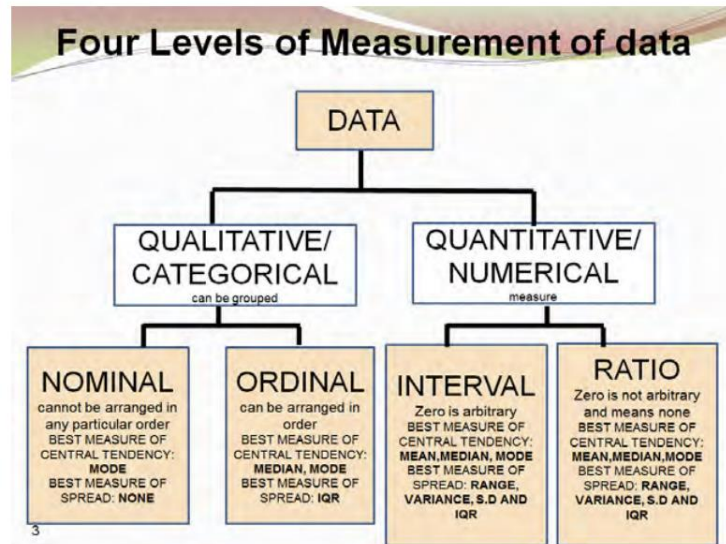 Four Levels of Measurement of data
DATA
QUALITATIVE/
CATEGORICAL
can be grouped
QUANTITATIVE/
NUMERICAL
measure
NOMINAL
cannot be arranged in
any particular order
BEST MEASURE OF
CENTRAL TENDENCY:
MODE
BEST MEASURE OF
SPREAD: NONE
ORDINAL
can be arranged in
order
BEST MEASURE OF
CENTRAL TENDENCY:
MEDIAN, MODE
BEST MEASURE OF
SPREAD: IQR
INTERVAL
Zero is arbitrary
BEST MEASURE OF
CENTRAL TENDENCY:
MEAN,MEDIAN, MODE
BEST MEASURE OF
SPREAD: RANGE,
VARIANCE, S.D AND
IQR
RATIO
Zero is not arbitrary
and means none
BEST MEASURE OF
CENTRAL TENDENCY:
MEAN,MEDIAN,MODE
BEST MEASURE OF
SPREAD: RANGE,
VARIANCE, S.D AND
IQR
3